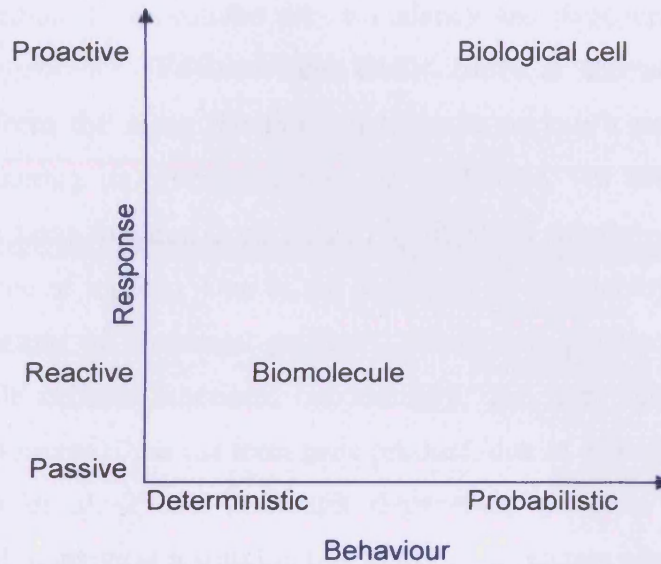 Proactive Biological cell
Response
Reactive Biomolecule
Passive
Deterministic Probabilistic
Behaviour